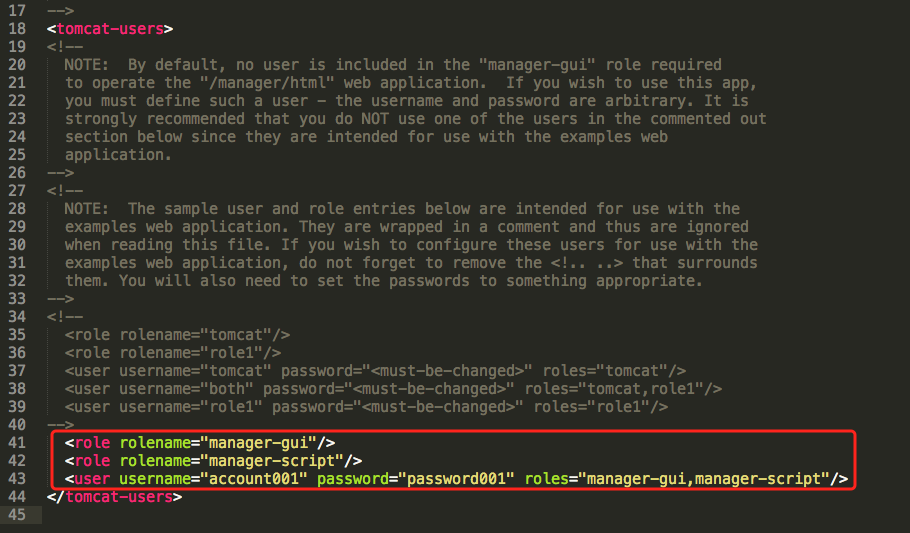 17 -->
18 <tomcat-users>
19 <!--
20 NOTE:  By default, no user is included in the "manager-gui" role required
21 to operate the "/manager/html" web application.  If you wish to use this app,
22 you must define such a user - the username and password are arbitrary. It is
23 strongly recommended that you do NOT use one of the users in the commented out
24 section below since they are intended for use with the examples web
25 application.
26 -->
27 <!--
28 NOTE:  The sample user and role entries below are intended for use with the
29 examples web application. They are wrapped in a comment and thus are ignored
30 when reading this file. If you wish to configure these users for use with the
31 examples web application, do not forget to remove the <!.. ..> that surrounds
32 them. You will also need to set the passwords to something appropriate.
33 -->
34 <!--
35 <role rolename="tomcat"/>
36 <role rolename="role1"/>
37 <user username="tomcat" password="<must-be-changed>" roles="tomcat"/>
38 <user username="both" password="<must-be-changed>" roles="tomcat,role1"/>
39 <user username="role1" password="<must-be-changed>" roles="role1"/>
40 -->
41 <role rolename="manager-gui"/>
42 <role rolename="manager-script"/>
43 <user username="account001" password="password001" roles="manager-gui,manager-script"/>
44 </tomcat-users>
45